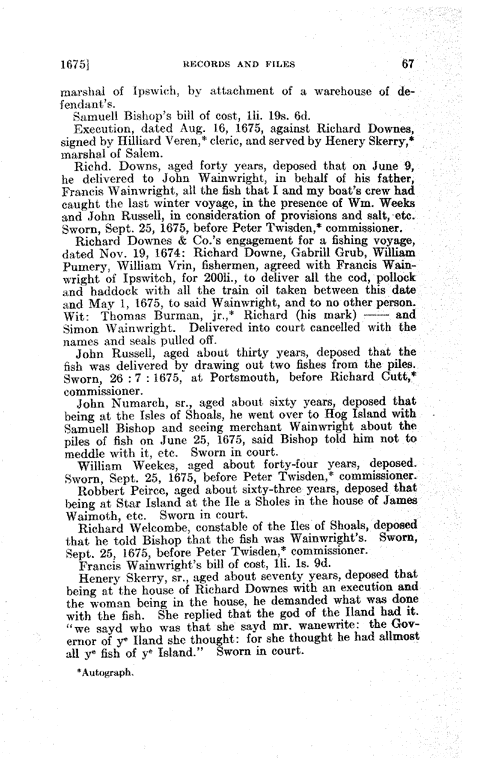 1675] RECORDS AND FILES 67
marshal of Ipswich, by attachment of a warehouse of de-
fendant's.
Samuell Bishop's bill of cost, 1li. 19s. 6d.
Execution, dated Aug. 16, 1675, against Richard Downes,
signed by Hilliard Veren,* cleric, and served by Henery Skerry,*
marshal of Salem.
Richd. Downs, aged forty years, deposed that on June 9,
he delivered to John Wainwright, in behalf of his father,
Francis Wainwright, all the fish that I and my boat's crew had
caught the last winter voyage, in the presence of Wm. Weeks
and John Russell, in consideration of provisions and salt, etc.
Sworn, Sept. 25, 1675, before Peter Twisden,* commissioner.
Richard Downes & Co.'s engagement for a fishing voyage,
dated Nov. 19, 1674: Richard Downe, Gabrill Grub, William
Pumery, William Vrin, fishermen, agreed with Francis Wain-
wright of Ipswitch, for 200li., to deliver all the cod, pollock
and haddock with all the train oil taken between this date
and May 1, 1675, to said Wainwright, and to no other person.
Wit: Thomas Burman, jr.,* Richard (his mark) —— and
Simon Wainwright. Delivered into court cancelled with the
names and seals pulled off.
John Russell, aged about thirty years, deposed that the
fish was delivered by drawing out two fishes from the piles.
Sworn, 26 : 7 : 1675, at Portsmouth, before Richard Cutt,*
commissioner.
John Numarch, sr., aged about sixty years, deposed that
being at the Isles of Shoals, he went over to Hog Island with
Samuell Bishop and seeing merchant Wainwright about the
piles of fish on June 25, 1675, said Bishop told him not to
meddle with it, etc. Sworn in court.
William Weekes, aged about forty-four years, deposed.
Sworn, Sept. 25, 1675, before Peter Twisden,* commissioner.
Robbert Peirce, aged about sixty-three years, deposed that
being at Star Island at the Ile a Sholes in the house of James
Waimoth, etc. Sworn in court.
Richard Welcombe, constable of the Iles of Shoals, deposed
that he told Bishop that the fish was Wainwright's. Sworn,
Sept. 25, 1675, before Peter Twisden,* commissioner.
Francis Wainwright's bill of cost, 1li. 1s. 9d.
Henery Skerry, sr., aged about seventy years, deposed that
being at the house of Richard Downes with an execution and
the woman being in the house, he demanded what was done
with the fish. She replied that the god of the Iland had it.
"we sayd who was that she sayd mr. wanewrite: the Gov-
ernor of yᵉ Iland she thought: for she thought he had allmost
all yᵉ fish of yᵉ Island." Sworn in court.
*Autograph.